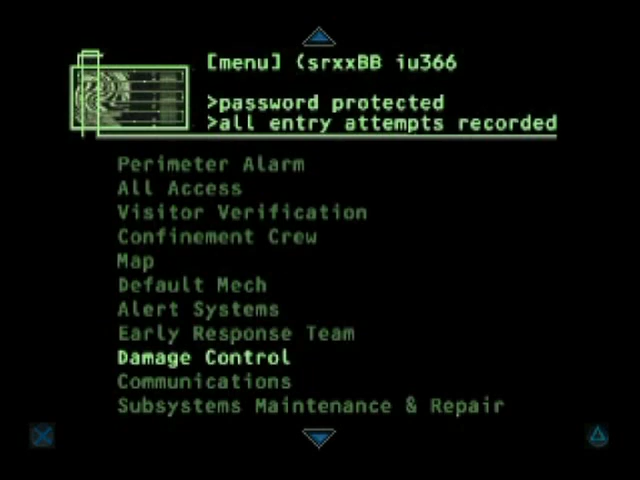 [menu] (srxxBB iu366
>password protected
>all entry attempts recorded
Perimeter Alarm
All Access
Visitor Verification
Confinement Crew
Map
Default Mech
Alert Systems
Early Response Team
Damage Control
Communications
Subsystems Maintenance & Repair